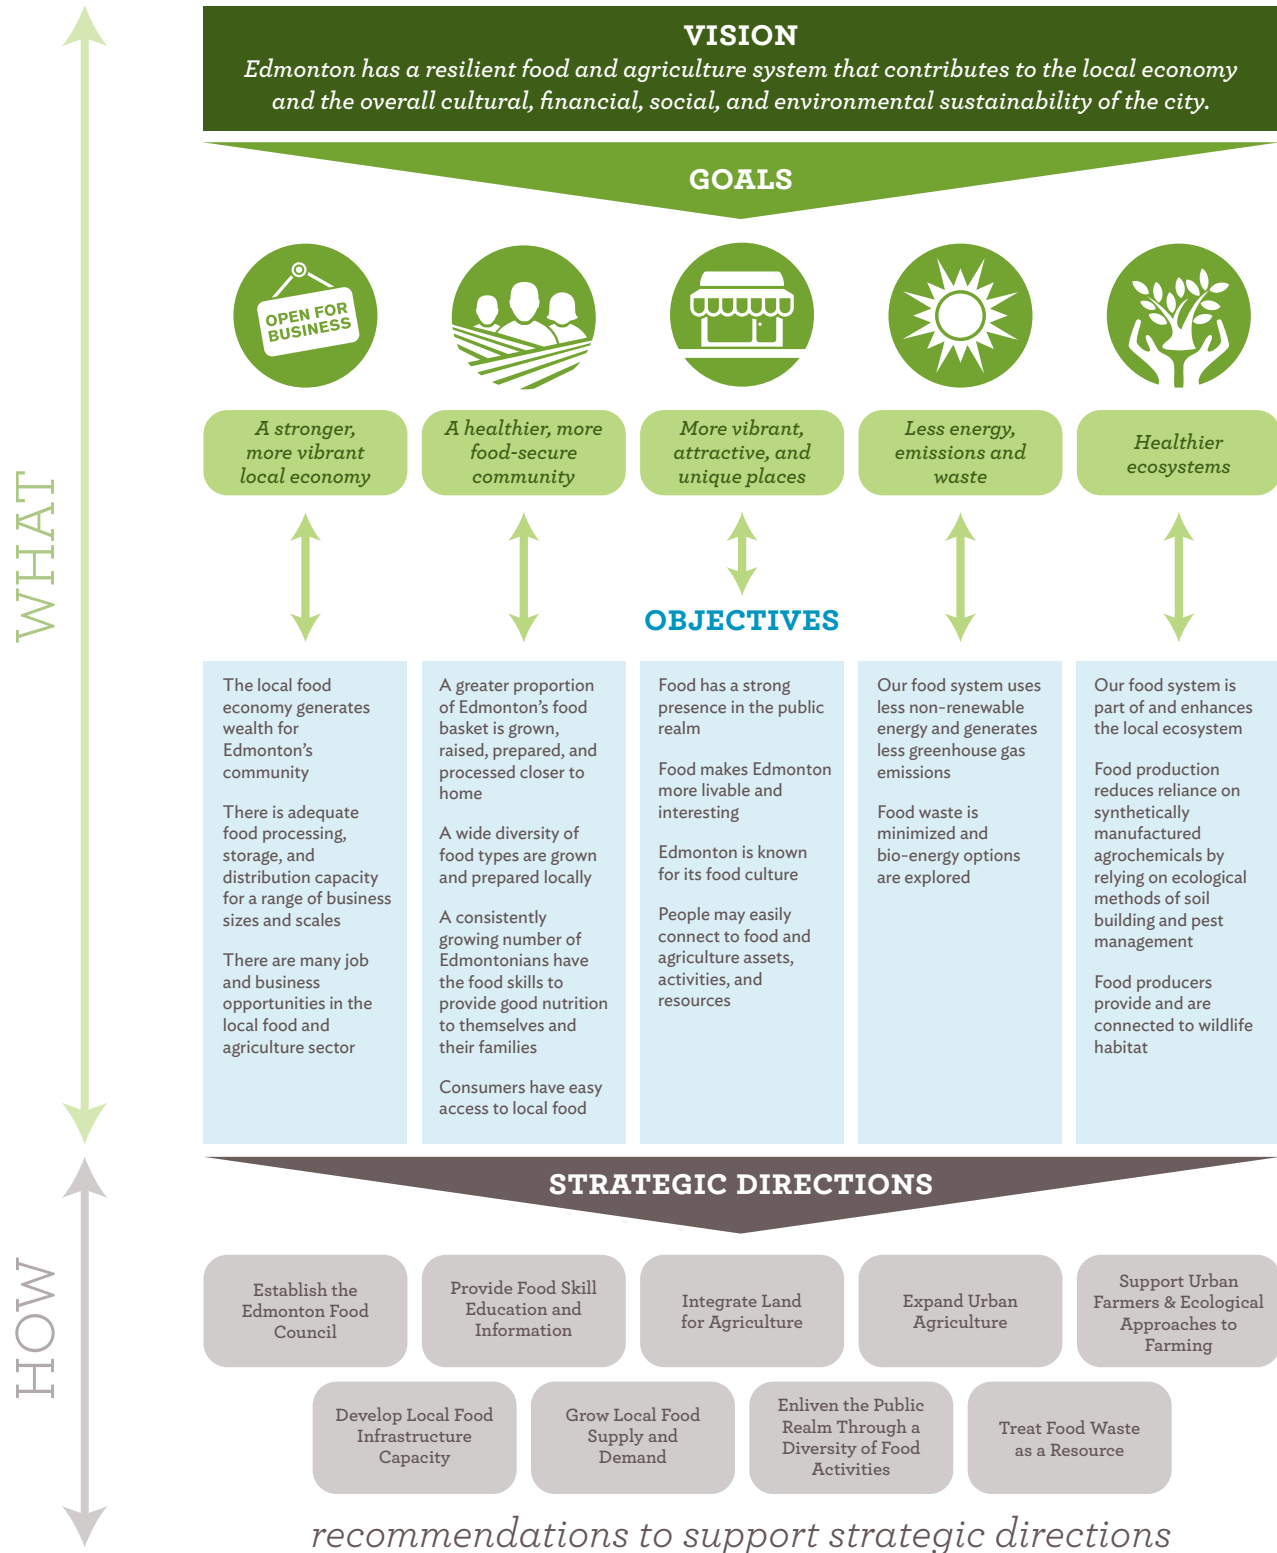 VISION
Edmonton has a resilient food and agriculture system that contributes to the local economy
and the overall cultural, financial, social, and environmental sustainability of the city.
GOALS
OPEN FOR
BUSINESS
A stronger,
more vibrant
local economy
A healthier, more
food-secure
community
More vibrant,
attractive, and
unique places
Less energy,
emissions and
waste
Healthier
ecosystems
WHAT
OBJECTIVES
The local food
economy generates
wealth for
Edmonton’s
community
There is adequate
food processing,
storage, and
distribution capacity
for a range of business
sizes and scales
There are many job
and business
opportunities in the
local food and
agriculture sector
A greater proportion
of Edmonton’s food
basket is grown,
raised, prepared, and
processed closer to
home
A wide diversity of
food types are grown
and prepared locally
A consistently
growing number of
Edmontonians have
the food skills to
provide good nutrition
to themselves and
their families
Consumers have easy
access to local food
Food has a strong
presence in the public
realm
Food makes Edmonton
more livable and
interesting
Edmonton is known
for its food culture
People may easily
connect to food and
agriculture assets,
activities, and
resources
Our food system uses
less non-renewable
energy and generates
less greenhouse gas
emissions
Food waste is
minimized and
bio-energy options
are explored
Our food system is
part of and enhances
the local ecosystem
Food production
reduces reliance on
synthetically
manufactured
agrochemicals by
relying on ecological
methods of soil
building and pest
management
Food producers
provide and are
connected to wildlife
habitat
STRATEGIC DIRECTIONS
HOW
Establish the
Edmonton Food
Council
Provide Food Skill
Education and
Information
Integrate Land
for Agriculture
Expand Urban
Agriculture
Support Urban
Farmers & Ecological
Approaches to
Farming
Develop Local Food
Infrastructure
Capacity
Grow Local Food
Supply and
Demand
Enliven the Public
Realm Through a
Diversity of Food
Activities
Treat Food Waste
as a Resource
recommendations to support strategic directions